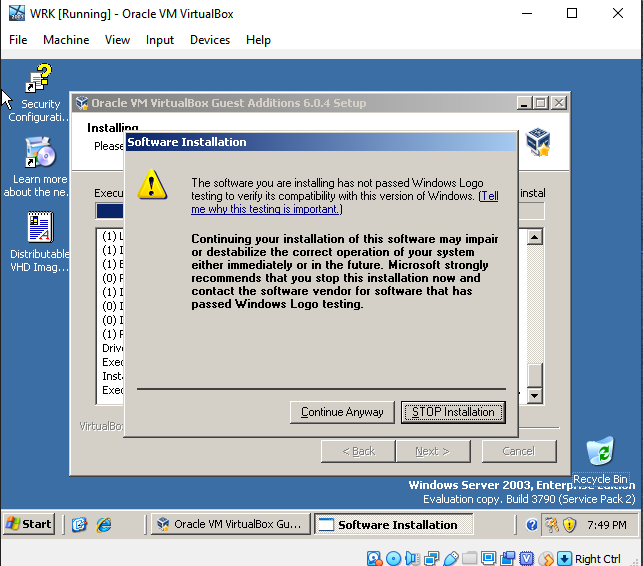 WRK [Running] - Oracle VM VirtualBox
File Machine View Input Devices Help
Security
Configurati...
Learn more
about the ne...
Distributable
VHD Imag...
Oracle VM VirtualBox Guest Additions 6.0.4 Setup
Installing
Please
Software Installation
The software you are installing has not passed Windows Logo
testing to verify its compatibility with this version of Windows. (Tell
me why this testing is important.)
Continuing your installation of this software may impair
or destabilize the correct operation of your system
either immediately or in the future. Microsoft strongly
recommends that you stop this installation now and
contact the software vendor for software that has
passed Windows Logo testing.
Continue Anyway STOP Installation
Execu
instal
(1) L
(1) I
(1) E
(0) F
(1) I
(0) I
(0) I
(1) F
Drive
Exec
Insta
Exec
VirtualBo
< Back Next > Cancel
Recycle Bin
Windows Server 2003, Enterprise Edition
Evaluation copy. Build 3790 (Service Pack 2)
Start Oracle VM VirtualBox Gu... Software Installation 7:49 PM
Right Ctrl